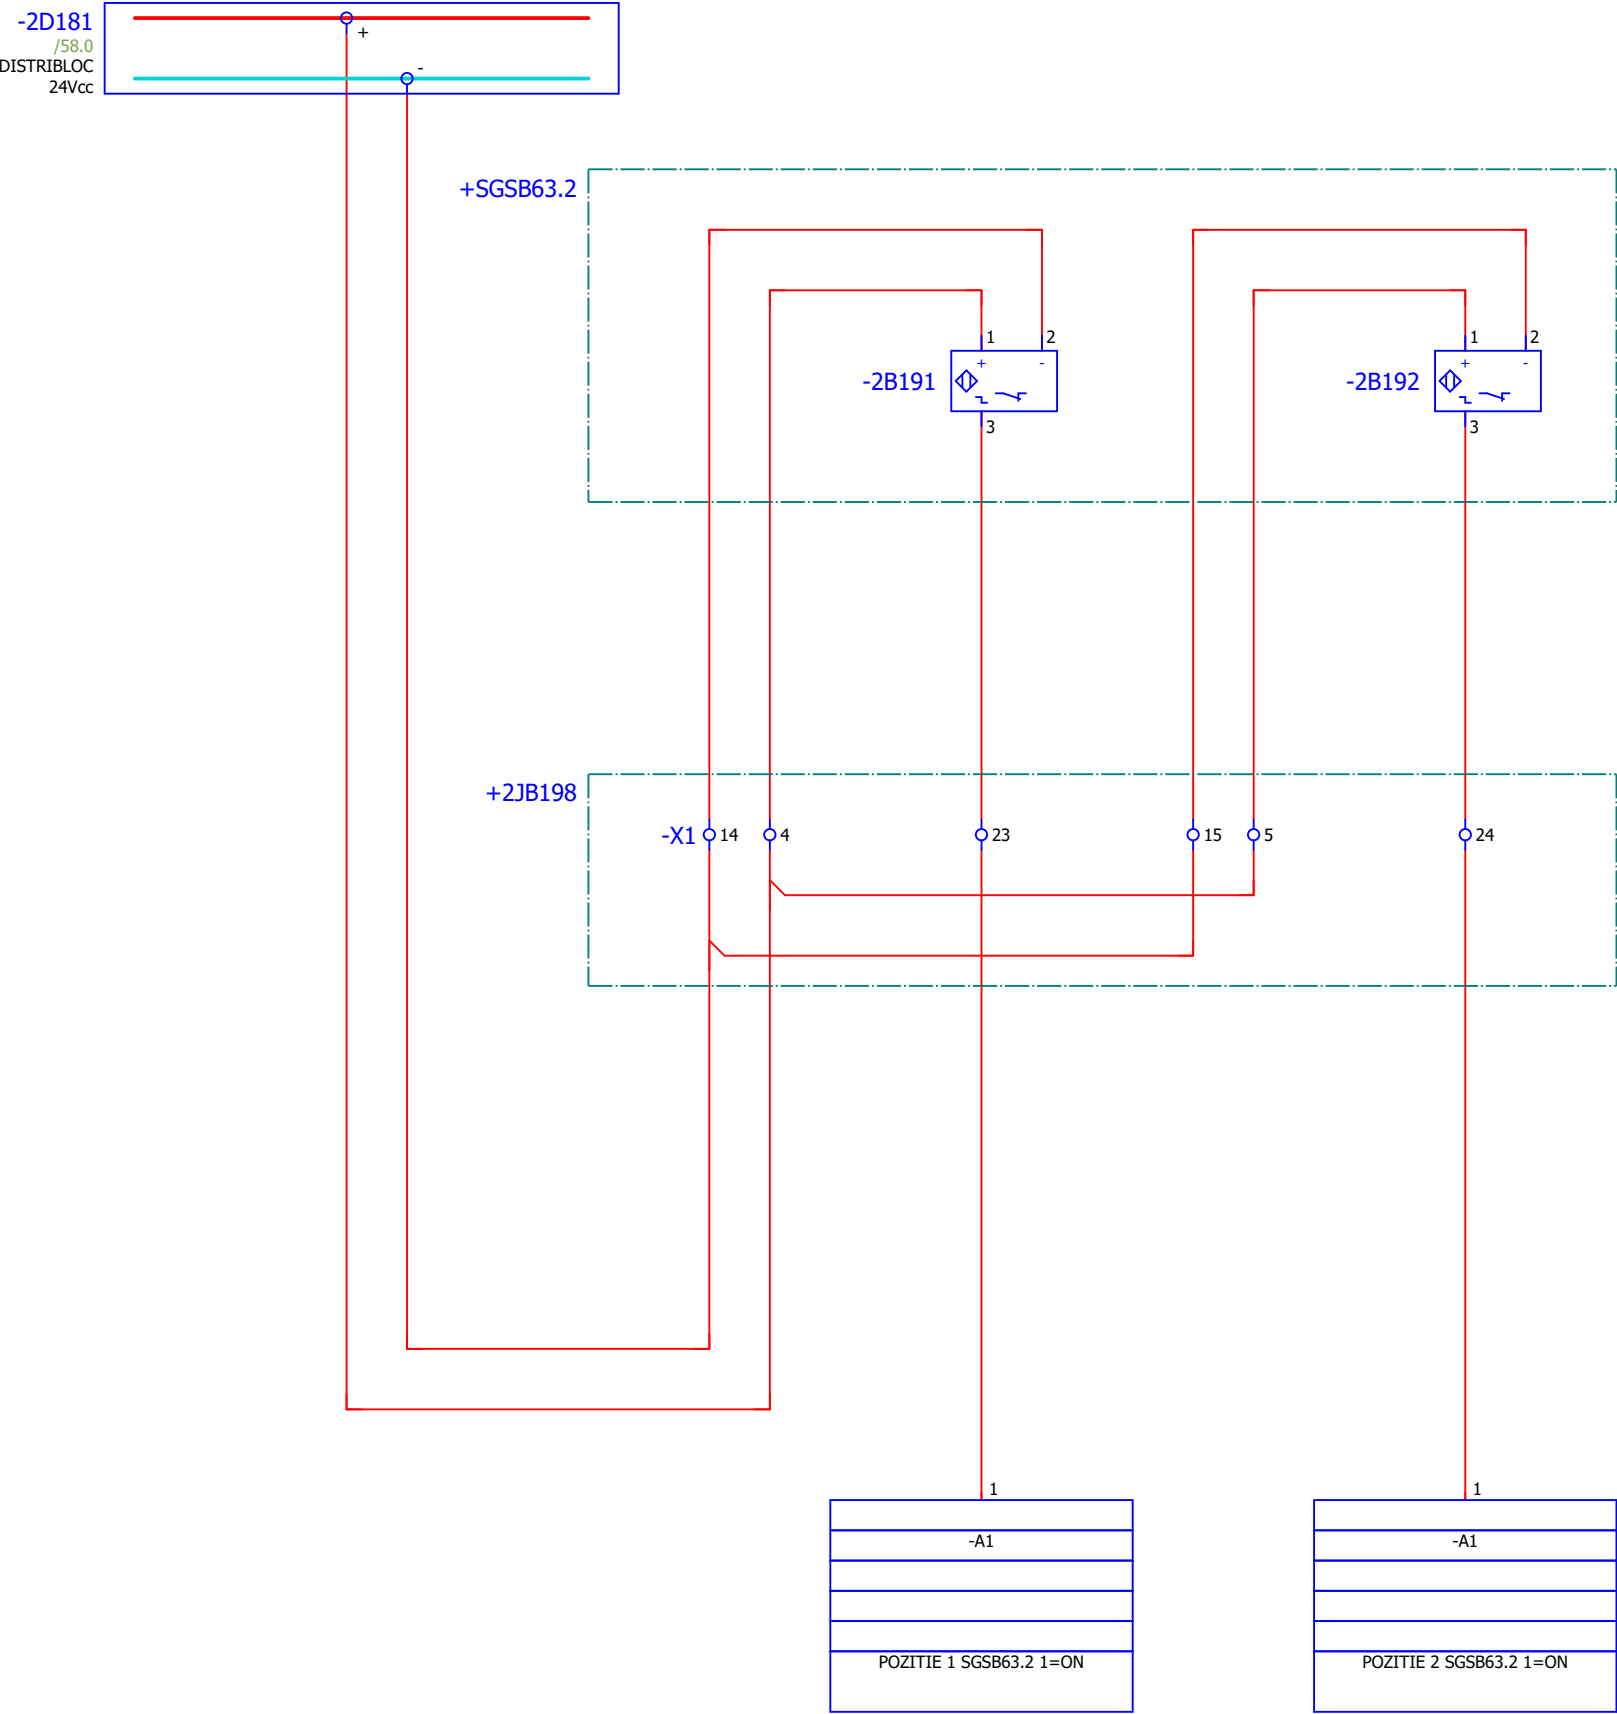 -2D181
/58.0
DISTRIBLOC
24Vcc
+
-
+SGSB63.2
1 2
+ -
-2B191
3
1 2
+ -
-2B192
3
+2JB198
-X1 14 4 23 15 5 24
1
-A1
POZITIE 1 SGSB63.2 1=ON
1
-A1
POZITIE 2 SGSB63.2 1=ON